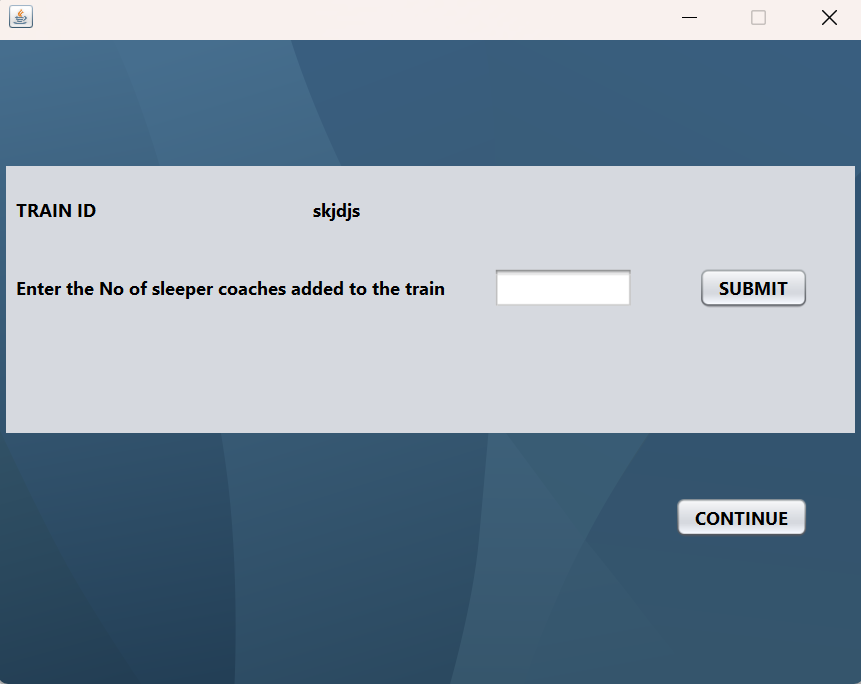 TRAIN ID skjdjs
Enter the No of sleeper coaches added to the train SUBMIT
CONTINUE